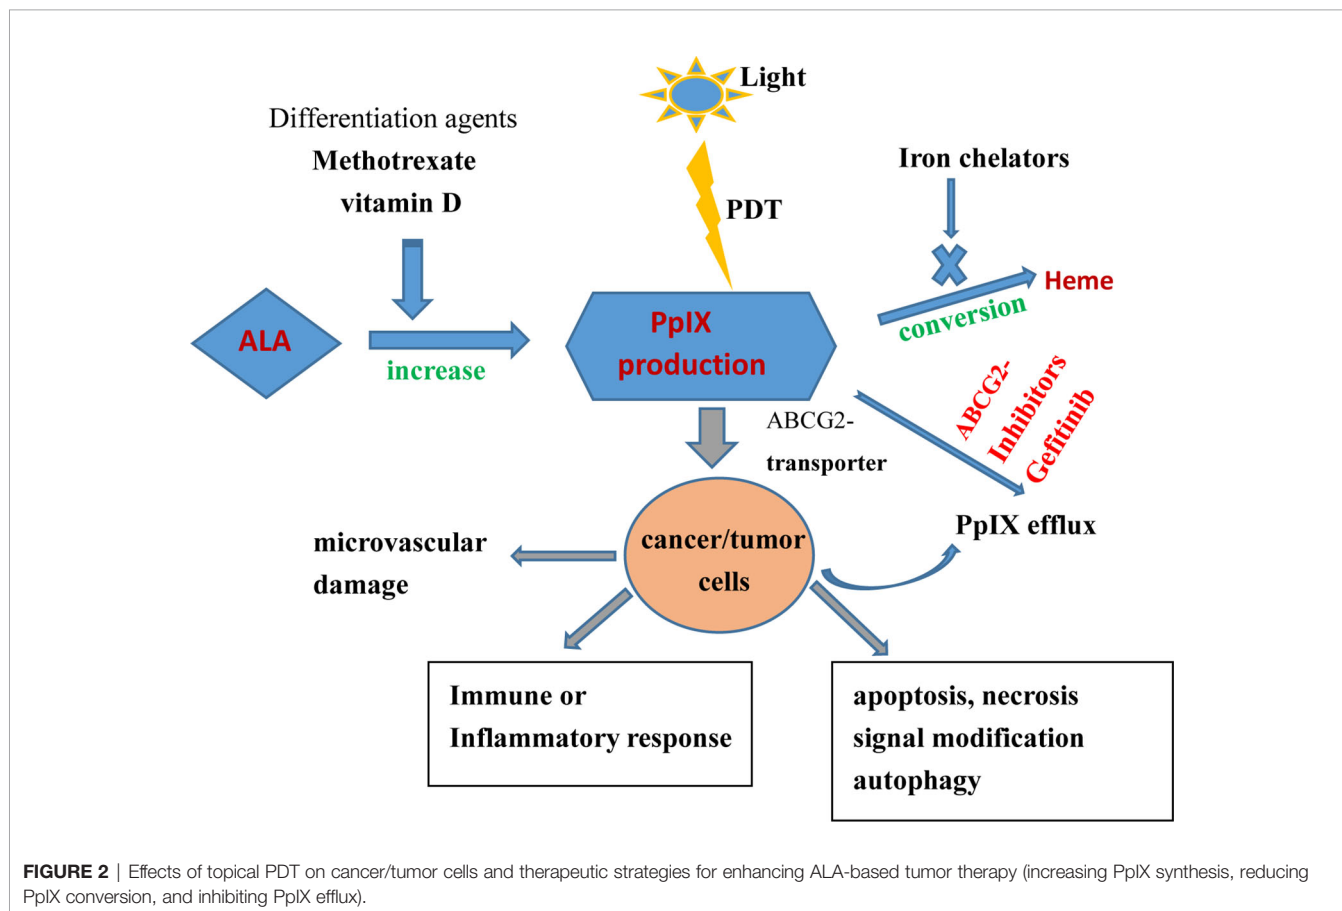 Light
Differentiation agents
Methotrexate
vitamin D
PDT
Iron chelators
Heme
conversion
ALA
increase
PpIX
production
ABCG2-
Inhibitors
Gefitinib
ABCG2-
transporter
PpIX efflux
cancer/tumor
cells
microvascular
damage
Immune or
Inflammatory response
apoptosis, necrosis
signal modification
autophagy
FIGURE 2 | Effects of topical PDT on cancer/tumor cells and therapeutic strategies for enhancing ALA-based tumor therapy (increasing PpIX synthesis, reducing
PpIX conversion, and inhibiting PpIX efflux).